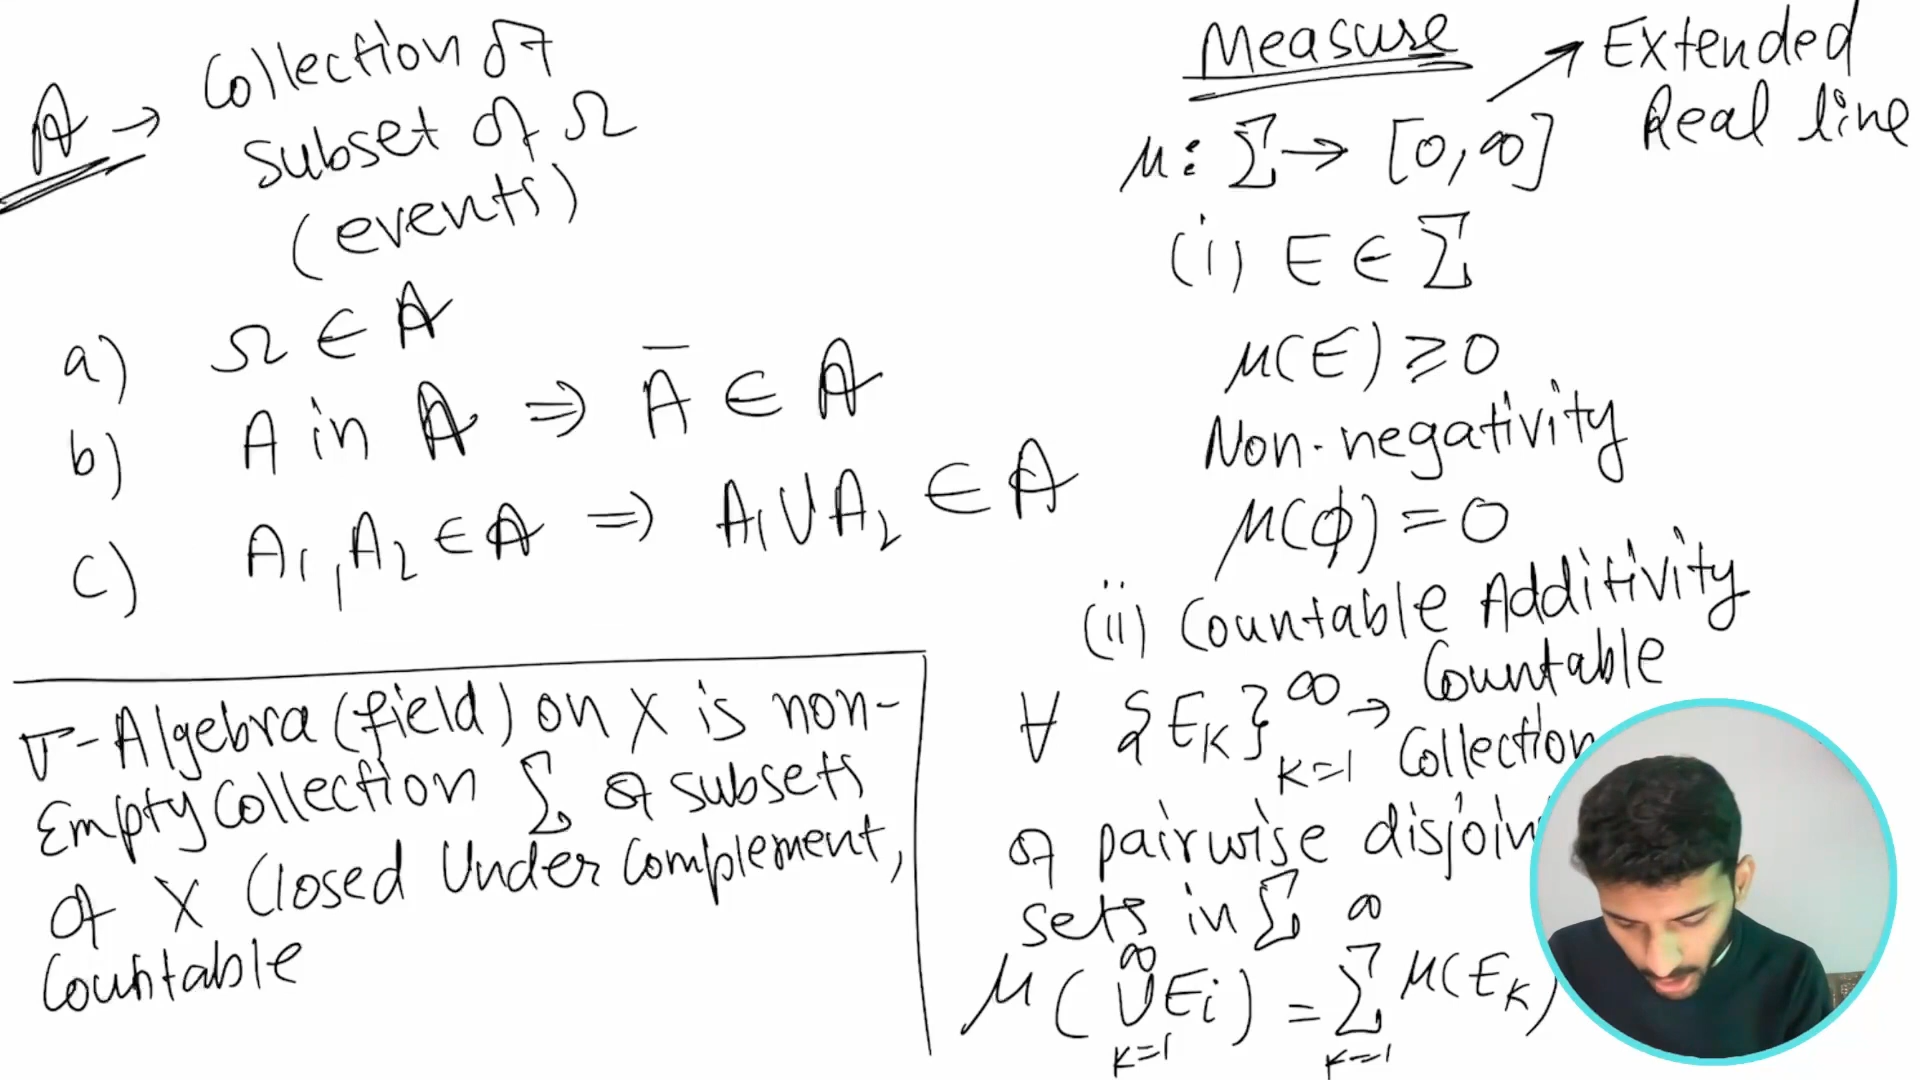 𝔸 → Collection of
subset of Ω
(events)
a) Ω ∈ 𝔸
b) A in 𝔸 ⇒ A̅ ∈ 𝔸
c) A₁, A₂ ∈ 𝔸 ⇒ A₁ ∪ A₂ ∈ 𝔸
σ-Algebra (field) on X is non-
Empty Collection Σ of subsets
of X Closed Under Complement,
Countable
Measure
μ: Σ → [0, ∞] → Extended
Real line
(i) E ∈ Σ
μ(E) ⩾ 0
Non-negativity
μ(ϕ) = 0
(ii) Countable Additivity
∀ {E_K}^∞_{K=1} → Countable
Collection
of pairwise disjoin
sets in Σ
μ(⋃^∞_{K=1} E_i) = Σ^∞_{K=1} μ(E_K)